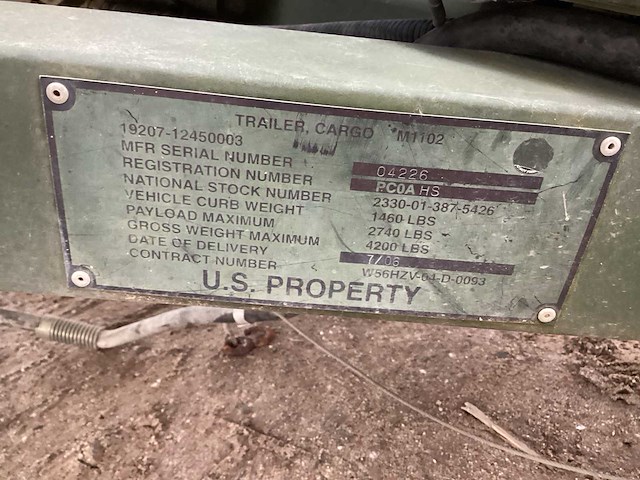 TRAILER, CARGO M1102
19207-12450003
MFR SERIAL NUMBER 04226
REGISTRATION NUMBER PC0A HS
NATIONAL STOCK NUMBER 2330-01-387-5426
VEHICLE CURB WEIGHT 1460 LBS
PAYLOAD MAXIMUM 2740 LBS
GROSS WEIGHT MAXIMUM 4200 LBS
DATE OF DELIVERY 7/06
CONTRACT NUMBER W56HZV-04-D-0093
U.S. PROPERTY